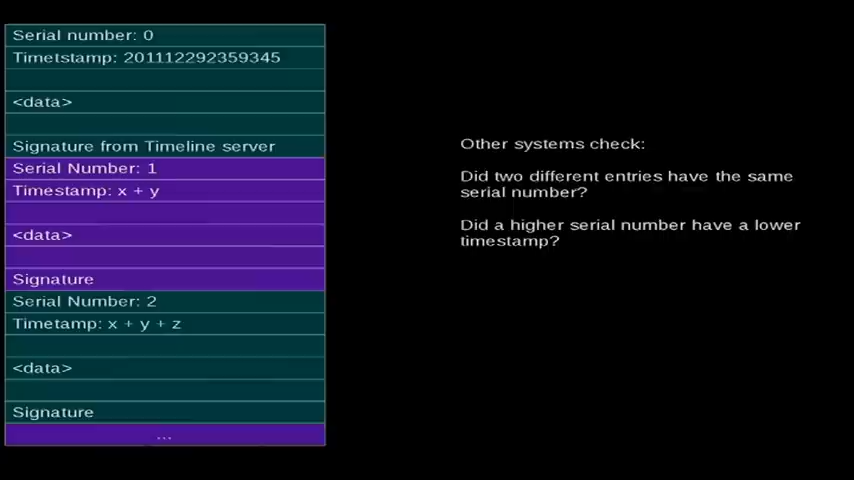 Serial number: 0
Timetstamp: 201112292359345
<data>
Signature from Timeline server
Serial Number: 1
Timestamp: x + y
<data>
Signature
Serial Number: 2
Timetamp: x + y + z
<data>
Signature
...
Other systems check:
Did two different entries have the same
serial number?
Did a higher serial number have a lower
timestamp?